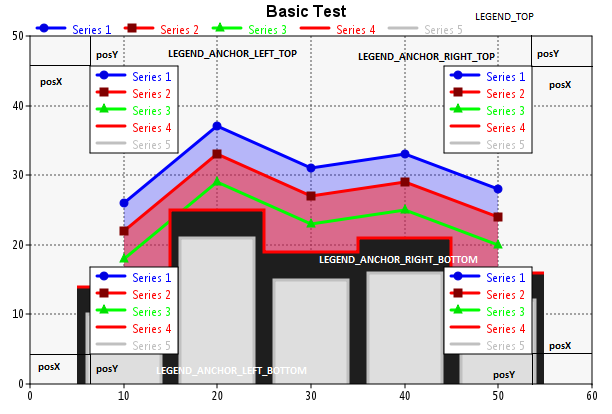 Basic Test
LEGEND_TOP
Series 1 Series 2 Series 3 Series 4 Series 5
50
posY LEGEND_ANCHOR_LEFT_TOP LEGEND_ANCHOR_RIGHT_TOP posY
posX posX
Series 1 Series 1
Series 2 Series 2
40
Series 3 Series 3
Series 4 Series 4
Series 5 Series 5
30
20
LEGEND_ANCHOR_RIGHT_BOTTOM
Series 1 Series 1
Series 2 Series 2
10
Series 3 Series 3
Series 4 Series 4
Series 5 Series 5
posX posY LEGEND_ANCHOR_LEFT_BOTTOM posY posX
0
0 10 20 30 40 50 60